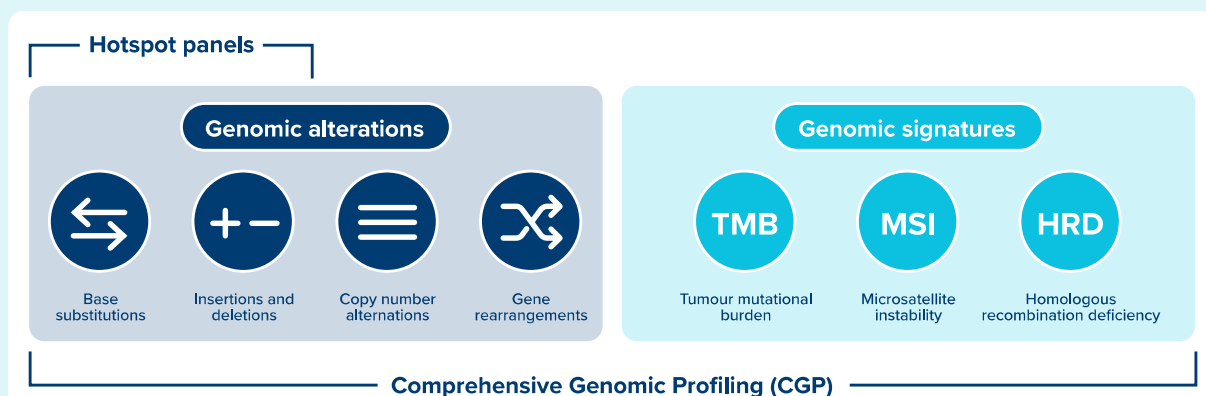 Hotspot panels
Genomic alterations
Base
substitutions
Insertions and
deletions
Copy number
alternations
Gene
rearrangements
Genomic signatures
TMB
Tumour mutational
burden
MSI
Microsatellite
instability
HRD
Homologous
recombination deficiency
Comprehensive Genomic Profiling (CGP)